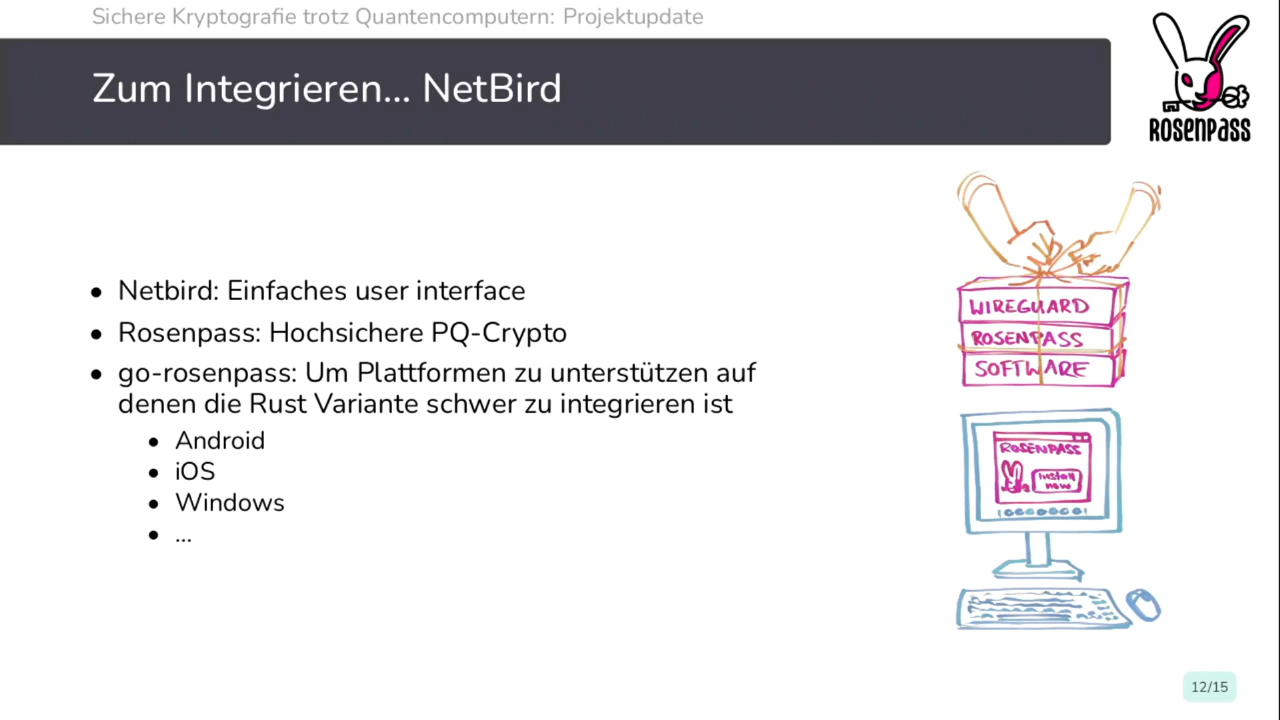 Sichere Kryptografie trotz Quantencomputern: Projektupdate
Zum Integrieren... NetBird
ROSENPASS
• Netbird: Einfaches user interface
• Rosenpass: Hochsichere PQ-Crypto
• go-rosenpass: Um Plattformen zu unterstützen auf
denen die Rust Variante schwer zu integrieren ist
• Android
• iOS
• Windows
• ...
WIREGUARD
ROSENPASS
SOFTWARE
ROSENPASS
install
now
12/15